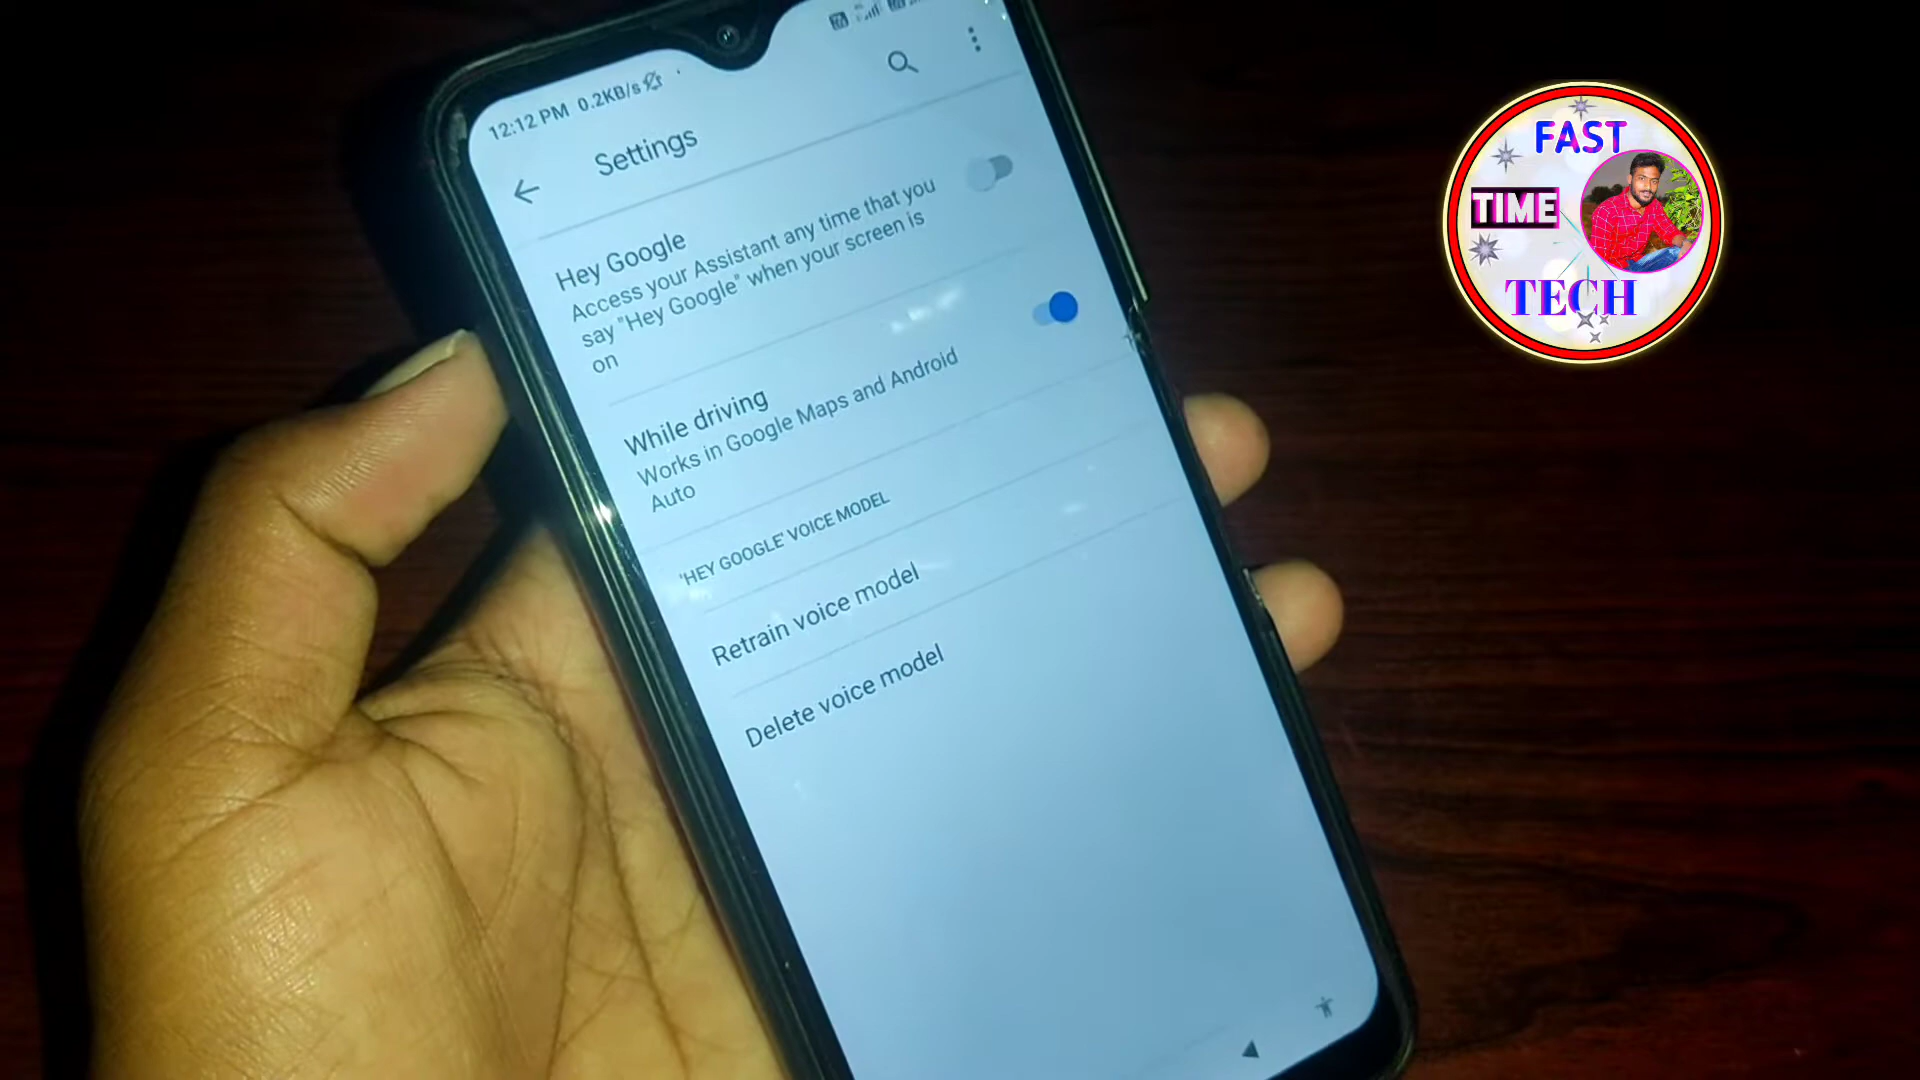 12:12 PM 0.2KB/s
Settings
Hey Google
Access your Assistant any time that you
say "Hey Google" when your screen is
on
While driving
Works in Google Maps and Android
Auto
'HEY GOOGLE' VOICE MODEL
Retrain voice model
Delete voice model
FAST
TIME
TECH